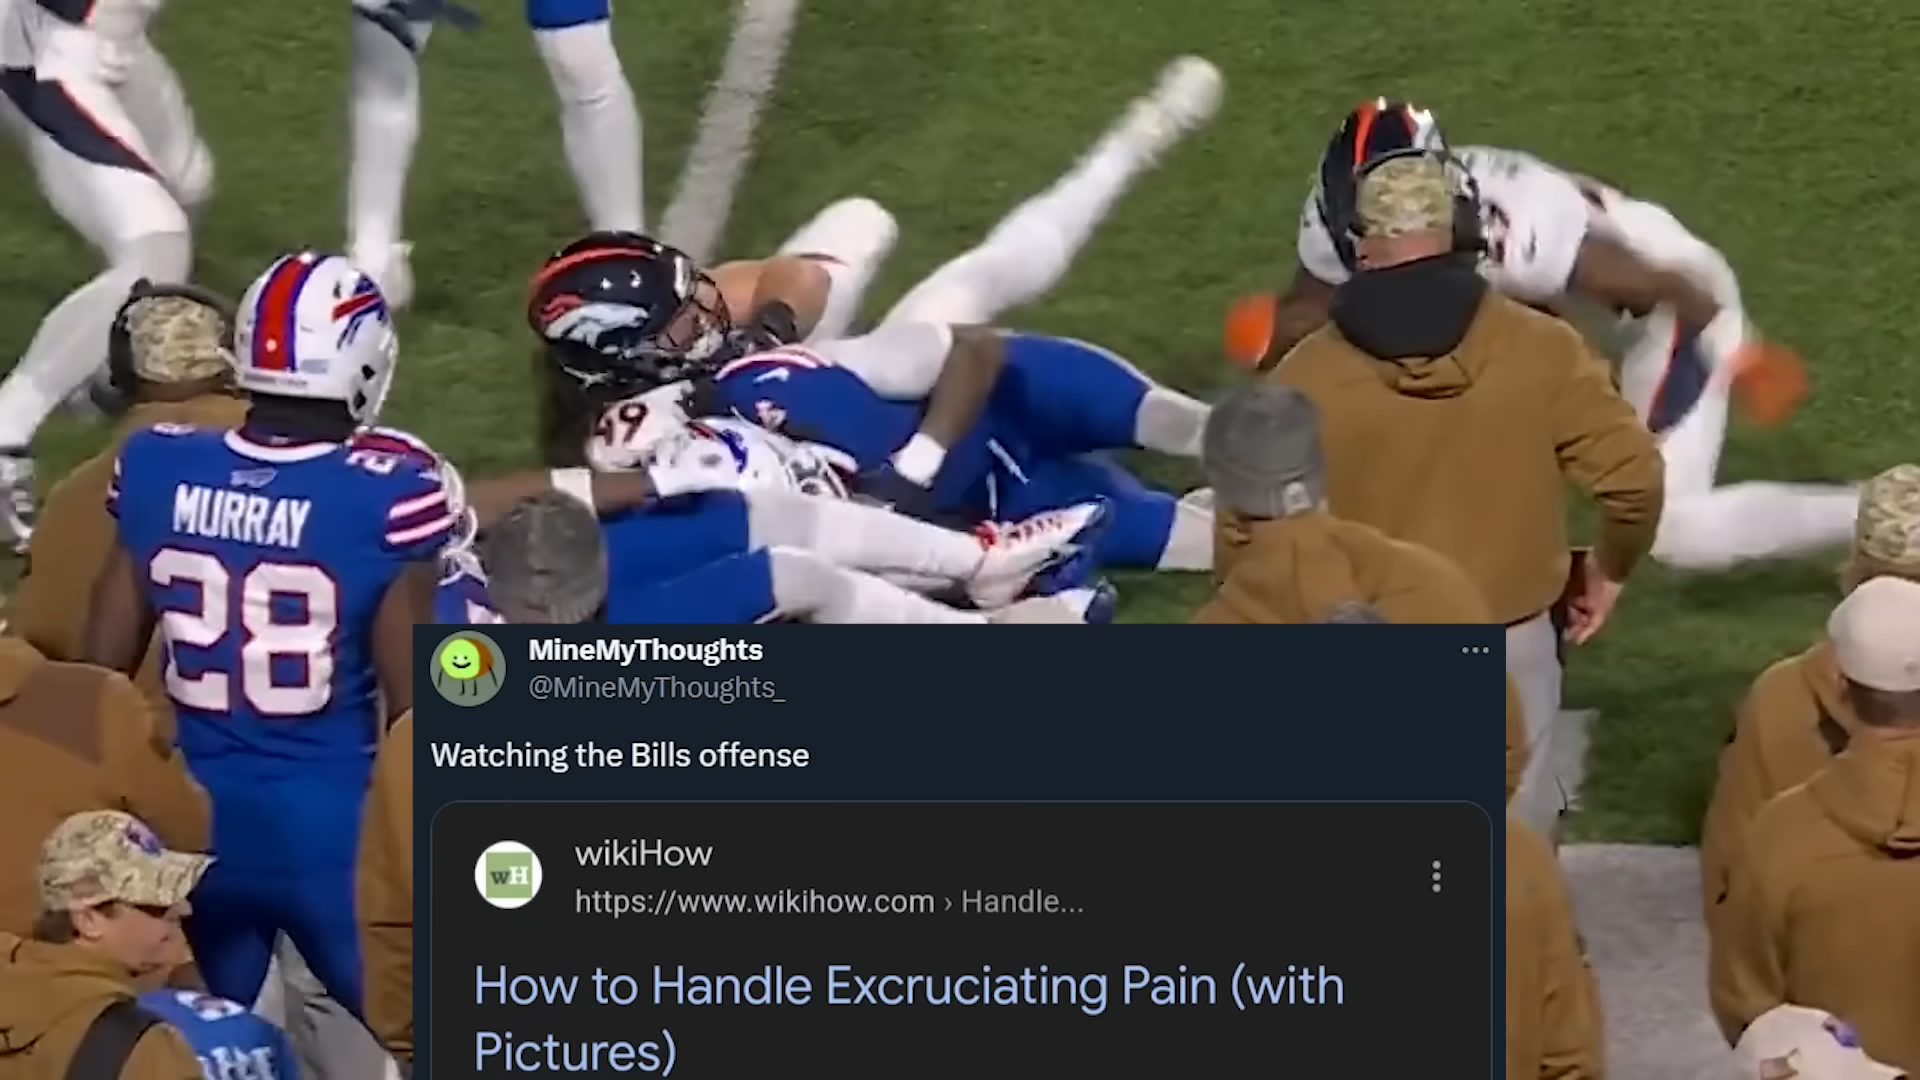 MURRAY
28
49
MineMyThoughts
@MineMyThoughts_
Watching the Bills offense
wH
wikiHow
https://www.wikihow.com › Handle...
How to Handle Excruciating Pain (with
Pictures)